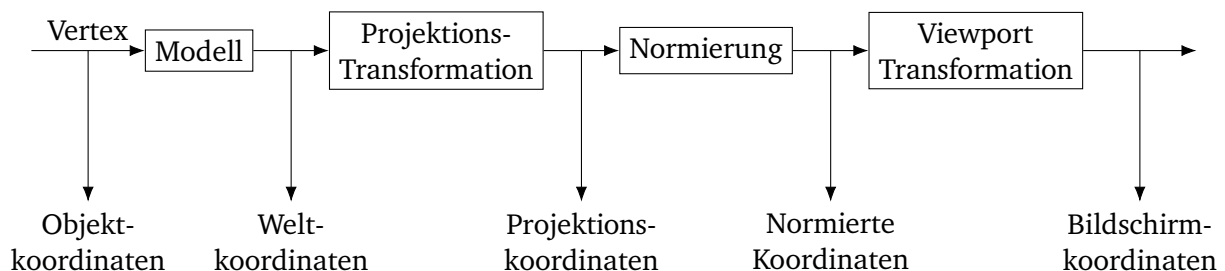 Vertex
Modell
Projektions-
Transformation
Normierung
Viewport
Transformation
Objekt-
koordinaten
Welt-
koordinaten
Projektions-
koordinaten
Normierte
Koordinaten
Bildschirm-
koordinaten